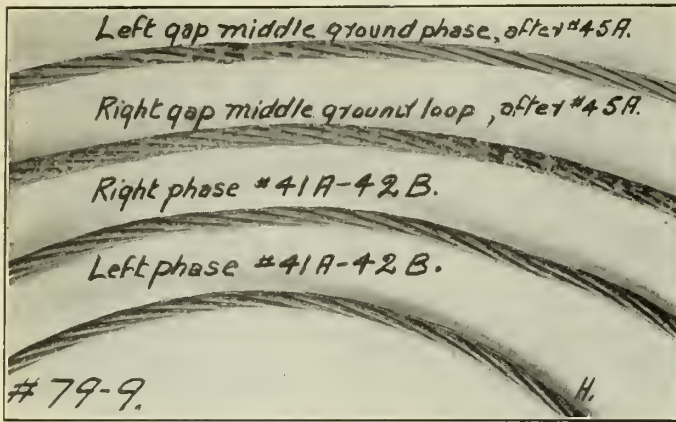 Left gap middle ground phase, after #45A.
Right gap middle ground loop, after #45A.
Right phase #41A-42B.
Left phase #41A-42B.
#79-9.
H.